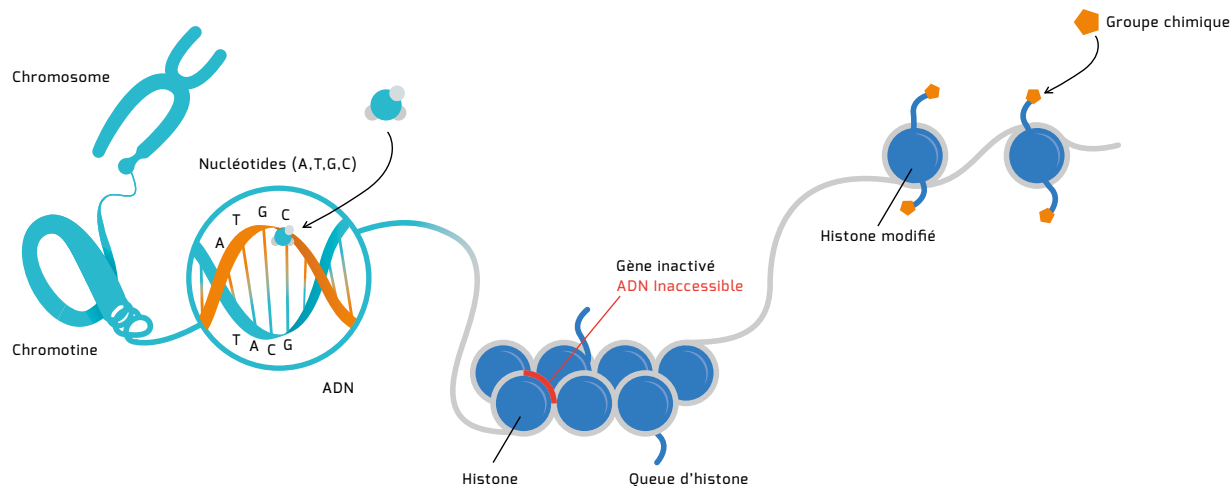 Groupe chimique
Chromosome
Nucléotides (A,T,G,C)
A
T
G
C
Histone modifié
Gène inactivé
ADN Inaccessible
T
A
C
G
Chromotine
ADN
Histone
Queue d'histone